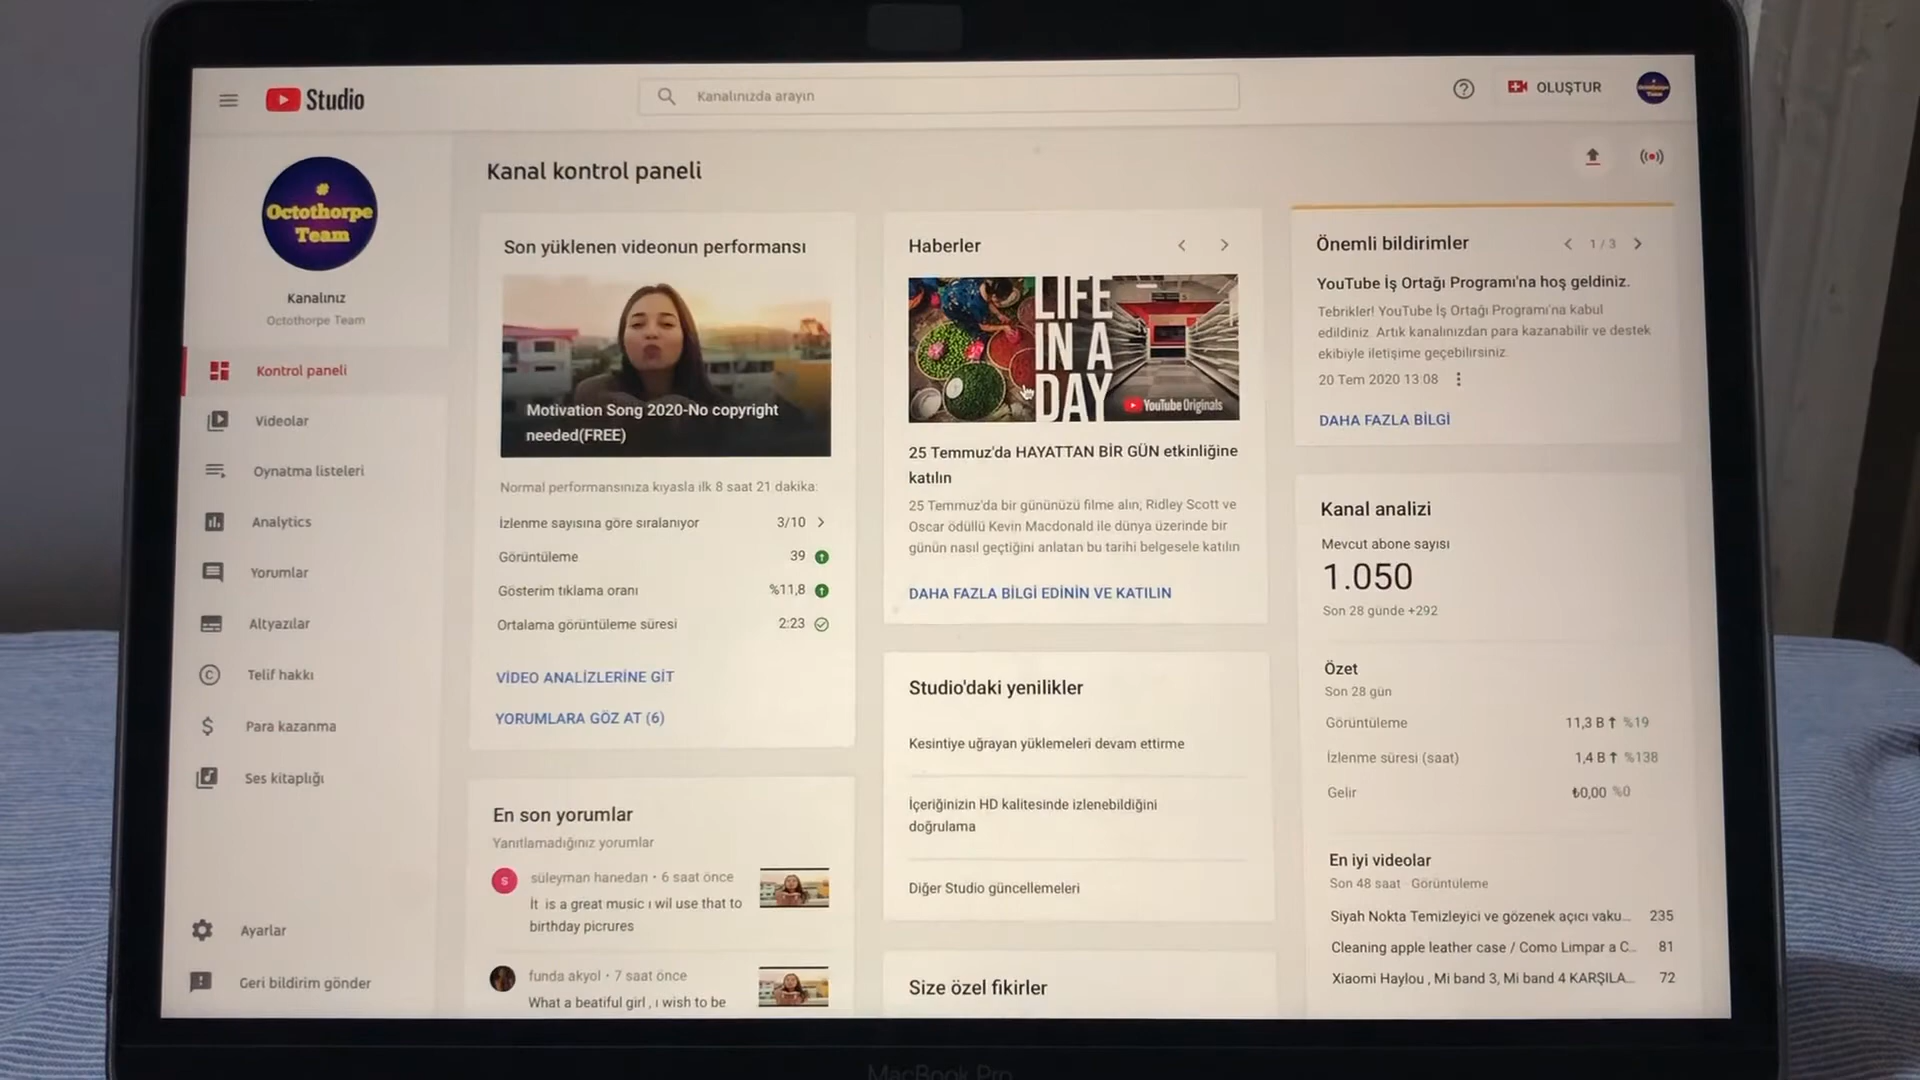 Studio
Kanalınızda arayın
OLUŞTUR
#
Octothorpe
Team
Kanalınız
Octothorpe Team
Kontrol paneli
Videolar
Oynatma listeleri
Analytics
Yorumlar
Altyazılar
Telif hakkı
Para kazanma
Ses kitaplığı
Ayarlar
Geri bildirim gönder
Kanal kontrol paneli
Son yüklenen videonun performansı
Motivation Song 2020-No copyright
needed(FREE)
Normal performansınıza kıyasla ilk 8 saat 21 dakika:
İzlenme sayısına göre sıralanıyor 3/10
Görüntüleme 39
Gösterim tıklama oranı %11,8
Ortalama görüntüleme süresi 2:23
VİDEO ANALİZLERİNE GİT
YORUMLARA GÖZ AT (6)
En son yorumlar
Yanıtlamadığınız yorumlar
S
süleyman hanedan • 6 saat önce
İt is a great music ı wil use that to
birthday picrures
funda akyol • 7 saat önce
What a beatiful girl , ı wish to be
Haberler
LIFE
IN A
DAY
YouTube Originals
25 Temmuz'da HAYATTAN BİR GÜN etkinliğine
katılın
25 Temmuz'da bir gününüzü filme alın; Ridley Scott ve
Oscar ödüllü Kevin Macdonald ile dünya üzerinde bir
günün nasıl geçtiğini anlatan bu tarihi belgesele katılın
DAHA FAZLA BİLGİ EDİNİN VE KATILIN
Studio'daki yenilikler
Kesintiye uğrayan yüklemeleri devam ettirme
İçeriğinizin HD kalitesinde izlenebildiğini
doğrulama
Diğer Studio güncellemeleri
Size özel fikirler
Önemli bildirimler 1 / 3
YouTube İş Ortağı Programı'na hoş geldiniz.
Tebrikler! YouTube İş Ortağı Programı'na kabul
edildiniz. Artık kanalınızdan para kazanabilir ve destek
ekibiyle iletişime geçebilirsiniz.
20 Tem 2020 13:08
DAHA FAZLA BİLGİ
Kanal analizi
Mevcut abone sayısı
1.050
Son 28 günde +292
Özet
Son 28 gün
Görüntüleme 11,3 B %19
İzlenme süresi (saat) 1,4 B %138
Gelir ₺0,00 %0
En iyi videolar
Son 48 saat · Görüntüleme
Siyah Nokta Temizleyici ve gözenek açıcı vaku... 235
Cleaning apple leather case / Como Limpar a C... 81
Xiaomi Haylou , Mi band 3, Mi band 4 KARŞILA... 72
MacBook Pro